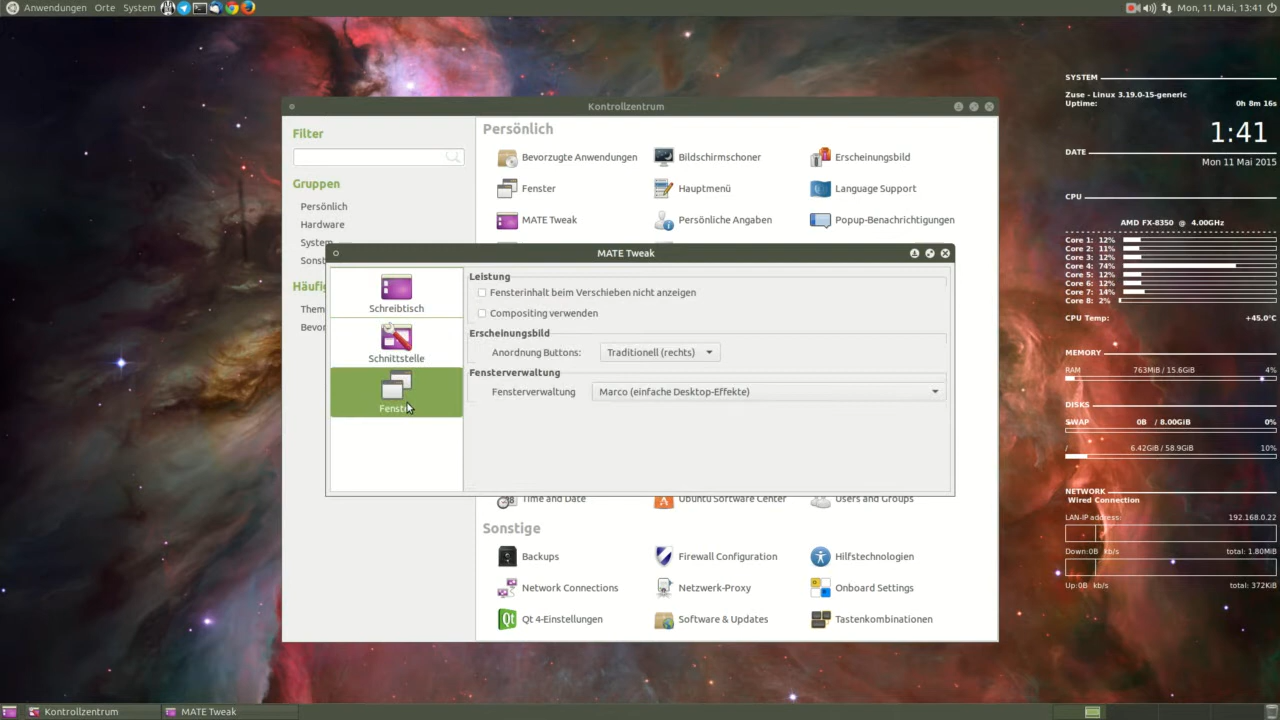 Anwendungen Orte System
Mon, 11. Mai, 13:41
Kontrollzentrum
Filter
Gruppen
Persönlich
Hardware
System
Persönlich
Bevorzugte Anwendungen
Bildschirmschoner
Erscheinungsbild
Fenster
Hauptmenü
Language Support
MATE Tweak
Persönliche Angaben
Popup-Benachrichtigungen
MATE Tweak
Schreibtisch
Schnittstelle
Leistung
Fensterinhalt beim Verschieben nicht anzeigen
Compositing verwenden
Erscheinungsbild
Anordnung Buttons: Traditionell (rechts)
Fensterverwaltung
Fensterverwaltung Marco (einfache Desktop-Effekte)
Time and Date
Ubuntu Software Center
Users and Groups
Sonstige
Backups
Firewall Configuration
Hilfstechnologien
Network Connections
Netzwerk-Proxy
Onboard Settings
Qt 4-Einstellungen
Software & Updates
Tastenkombinationen
SYSTEM
Zuse - Linux 3.19.0-15-generic
Uptime: 0h 8m 16s
1:41
DATE
Mon 11 Mai 2015
CPU
AMD FX-8350 @ 4.00GHz
Core 1: 12%
Core 2: 11%
Core 3: 12%
Core 4: 74%
Core 5: 12%
Core 6: 12%
Core 7: 14%
Core 8: 2%
CPU Temp: +45.0°C
MEMORY
RAM 763MiB / 15.6GiB 4%
DISKS
SWAP 0B / 8.00GiB 0%
/ 6.42GiB / 58.9GiB 10%
NETWORK
Wired Connection
LAN-IP address: 192.168.0.22
Down:0B kb/s total: 1.80MiB
Up:0B kb/s total: 372KiB
Kontrollzentrum
MATE Tweak